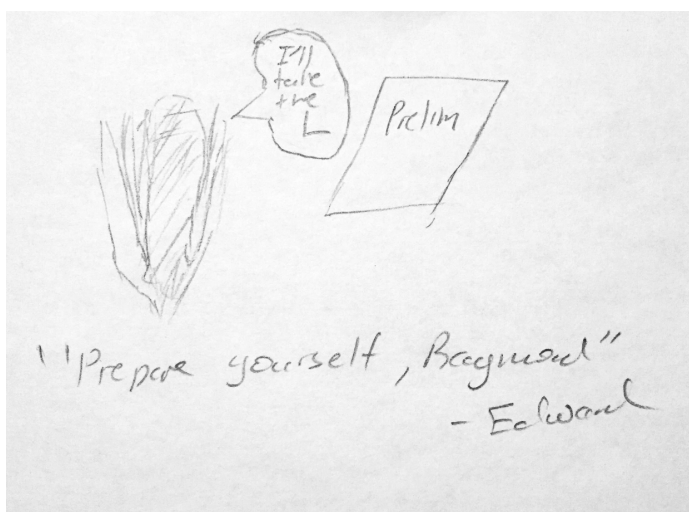 I'll
take
the
L
Prelim
"Prepare yourself, Raymond"
- Edward